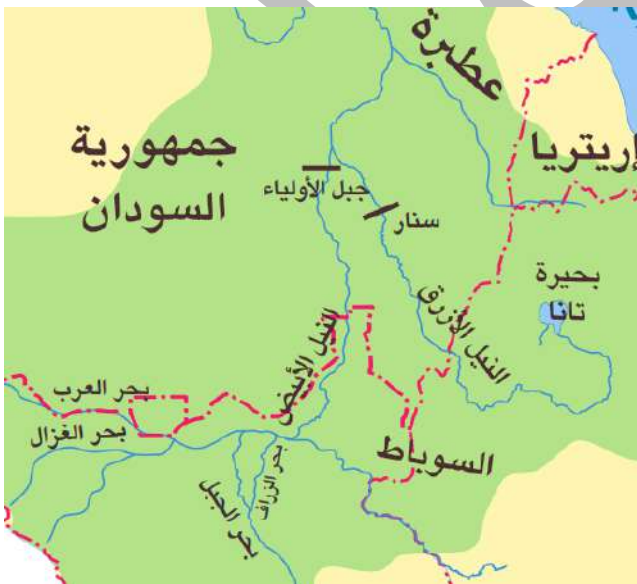 عطبرة
إريتريا
جمهورية
السودان
جبل الأولياء
سنار
بحيرة
تانا
النيل الأزرق
النيل الأبيض
بحر العرب
بحر الغزال
السوباط
بحر الزراف
بحر الجبل